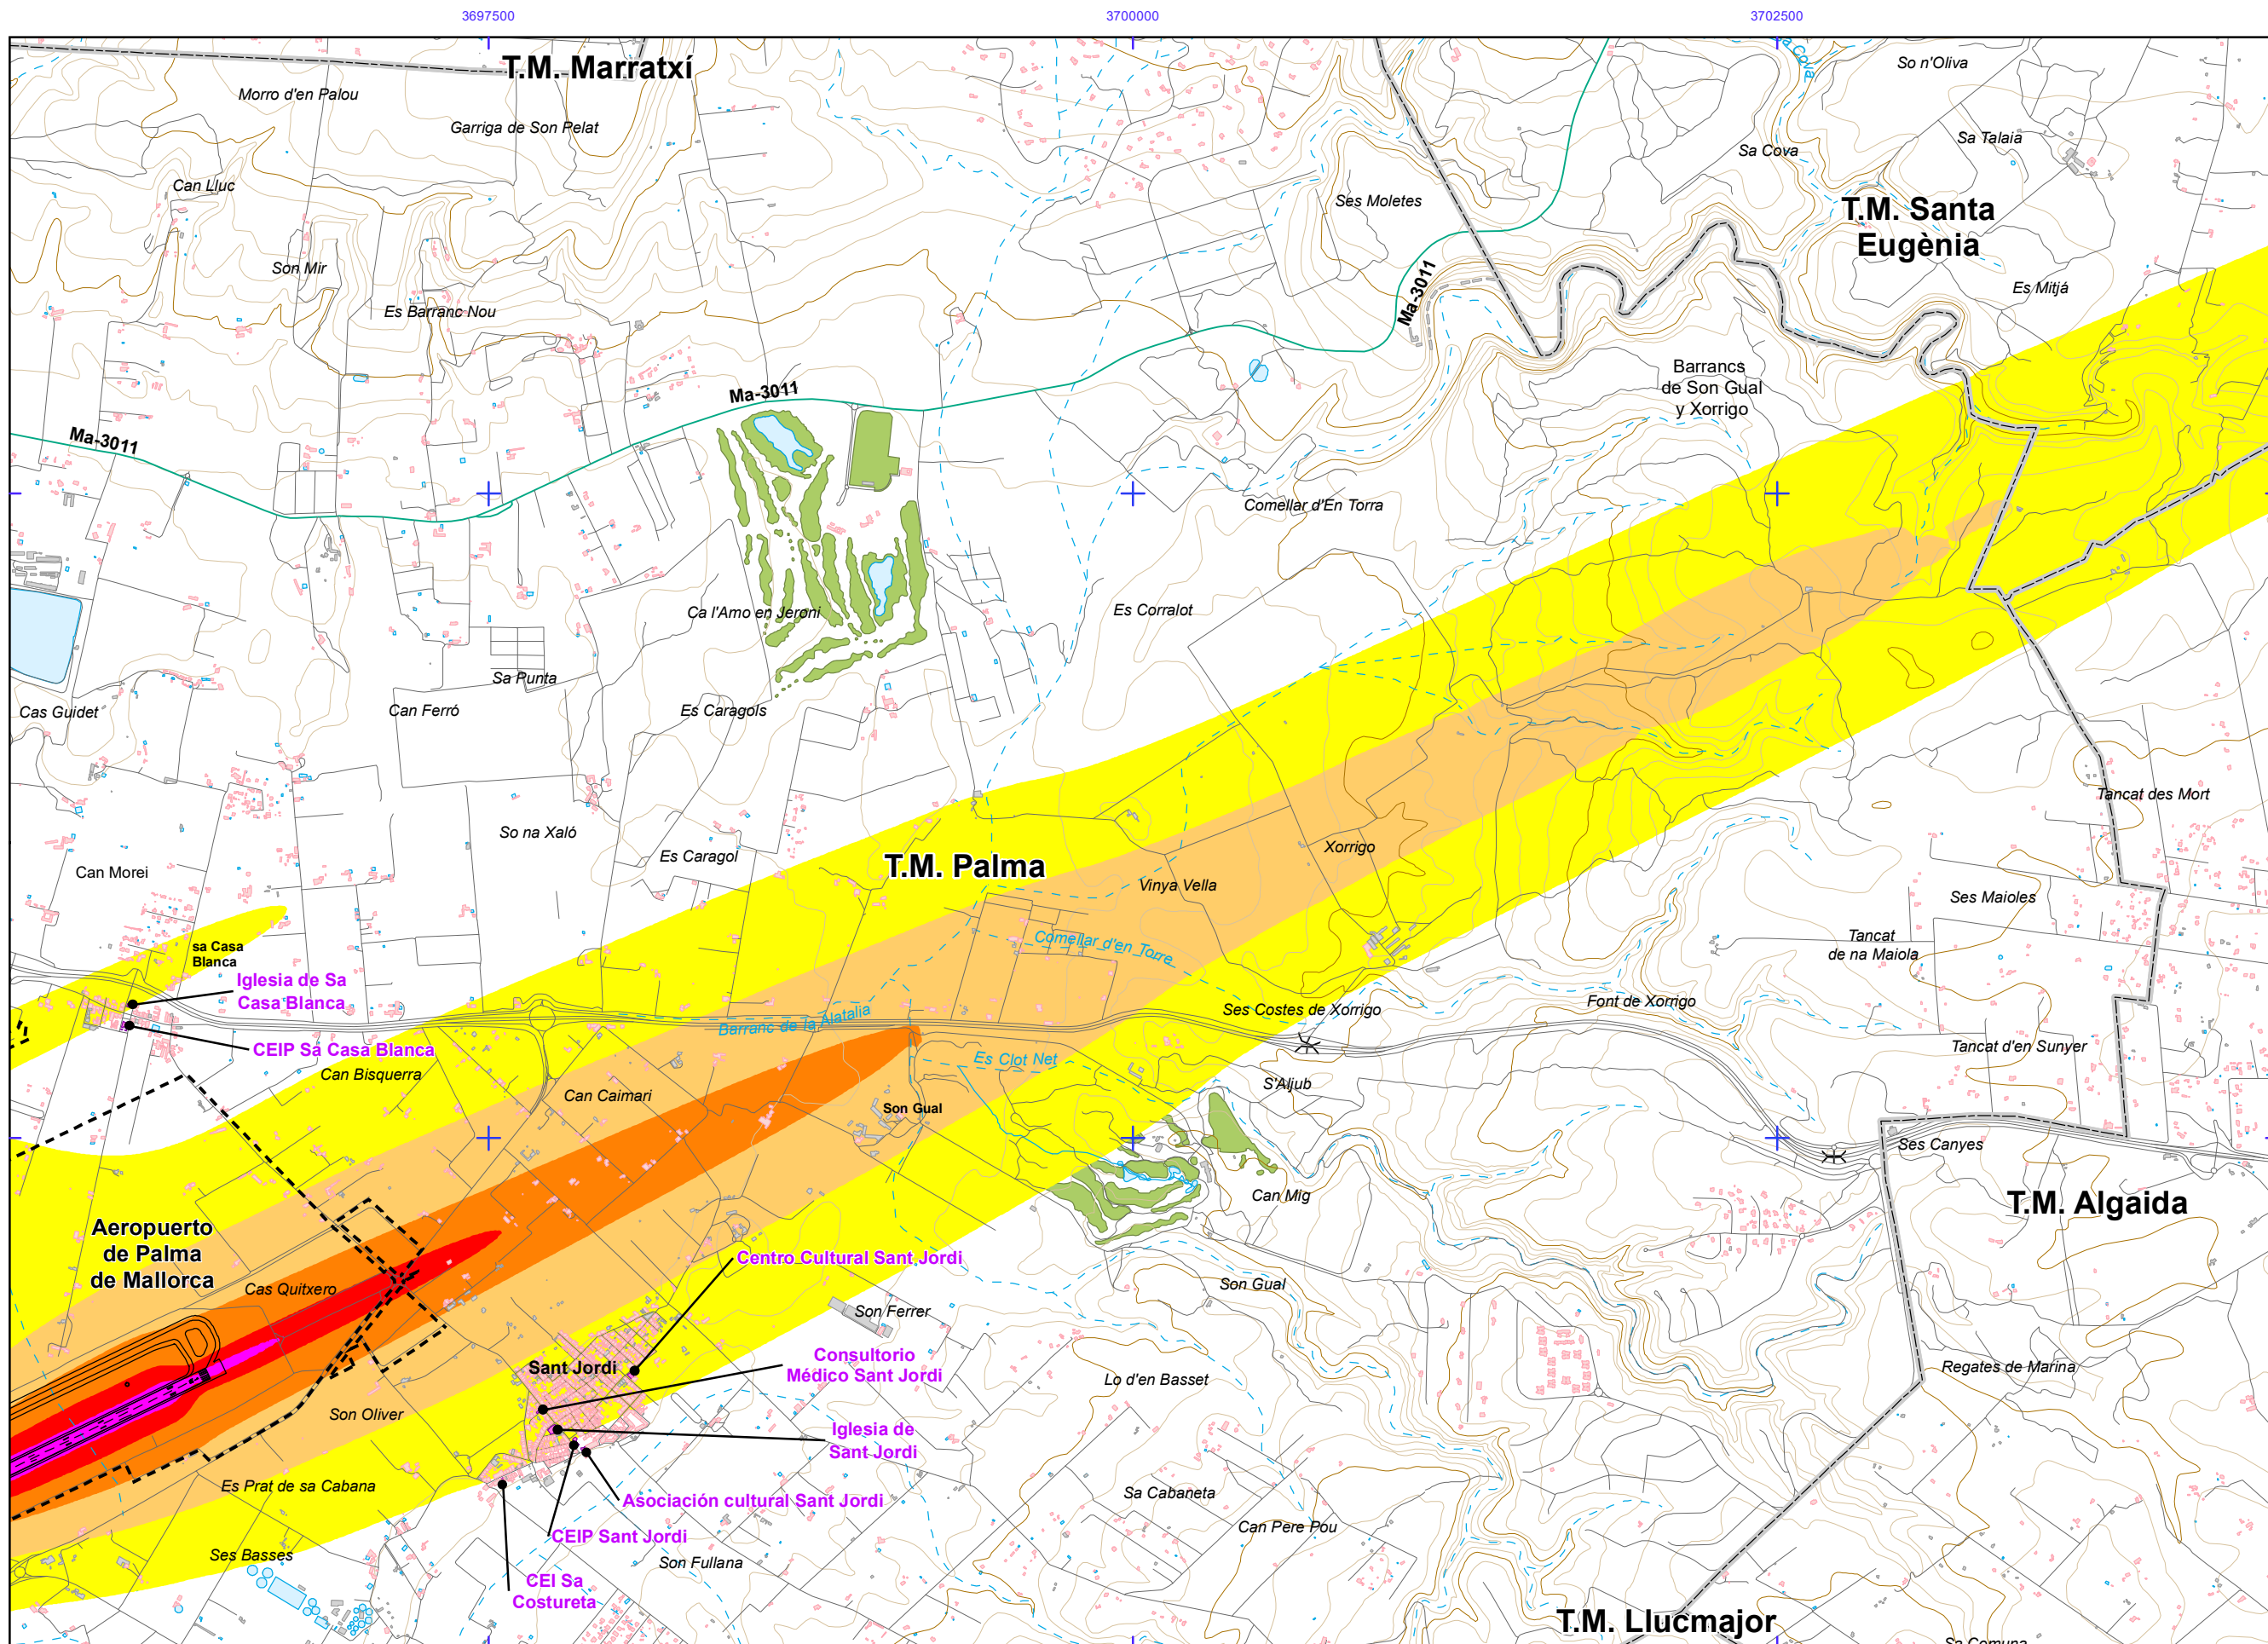 3697500
3700000
3702500
T.M. Marratxí
Sa Cova
So n'Oliva
Morro d'en Palou
Garriga de Son Pelat
Sa Talaia
Sa Cova
Can Lluc
Ses Moletes
T.M. Santa
Eugènia
Son Mir
Ma-3011
Es Mitjá
Es Barranc Nou
Barrancs
de Son Gual
y Xorrigo
Ma-3011
Ma-3011
Comellar d'En Torra
Ca l'Amo en Jeroni
Es Corralot
Sa Punta
Cas Guidet
Can Ferró
Es Caragols
Tancat des Mort
So na Xaló
Es Caragol
T.M. Palma
Xorrigo
Can Morei
Vinya Vella
Ses Maioles
sa Casa
Blanca
Comellar d'en Torre
Tancat
de na Maiola
Iglesia de Sa
Casa Blanca
Font de Xorrigo
Ses Costes de Xorrigo
Barranc de la Alatalia
CEIP Sa Casa Blanca
Es Clot Net
Tancat d'en Sunyer
Can Bisquerra
S'Aljub
Can Caimari
Son Gual
Ses Canyes
Can Mig
T.M. Algaida
Aeropuerto
de Palma
de Mallorca
Centro Cultural Sant Jordi
Cas Quitxero
Son Gual
Son Ferrer
Consultorio
Médico Sant Jordi
Sant Jordi
Lo d'en Basset
Regates de Marina
Son Oliver
Iglesia de
Sant Jordi
Es Prat de sa Cabana
Sa Cabaneta
Asociación cultural Sant Jordi
Can Pere Pou
CEIP Sant Jordi
Ses Basses
Son Fullana
CEI Sa
Costureta
T.M. Llucmajor
Sa Comuna